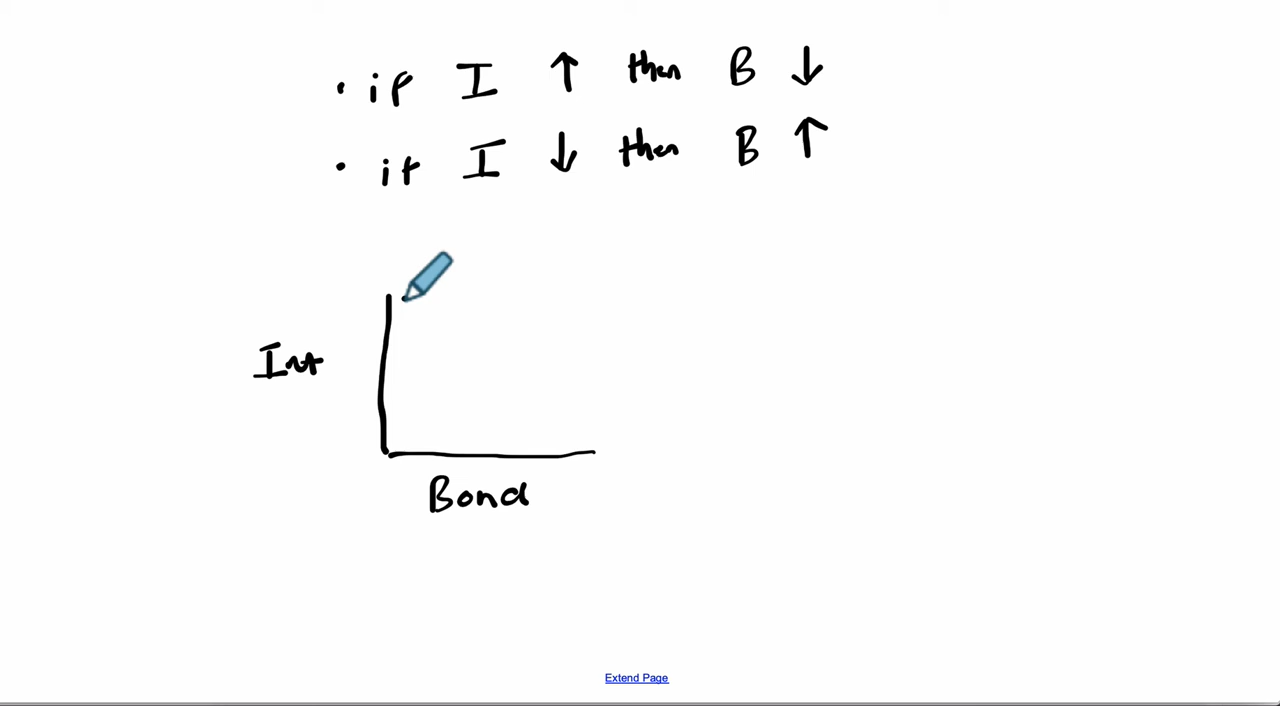 • if I ↑ then B ↓
• if I ↓ then B ↑
Int
Bond
Extend Page